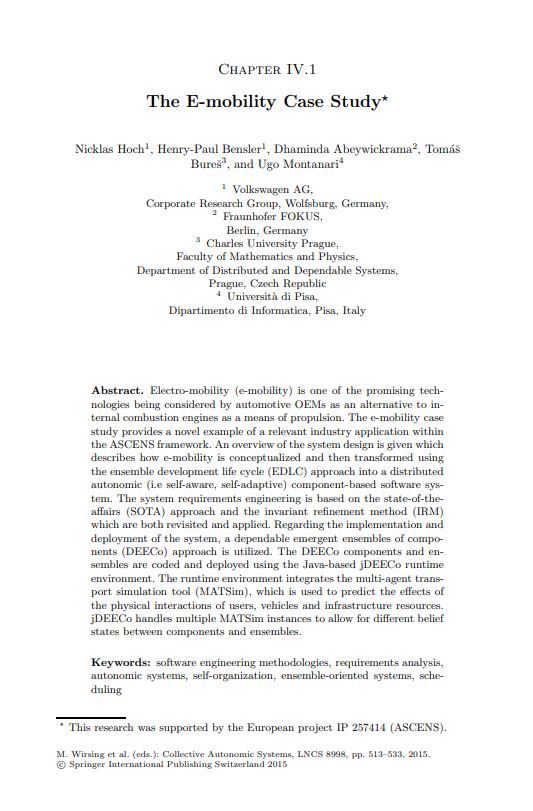 CHAPTER IV.1
The E-mobility Case Study⋆
Nicklas Hoch1, Henry-Paul Bensler1, Dhaminda Abeywickrama2, Tomáš
Bureš3, and Ugo Montanari4
1 Volkswagen AG,
Corporate Research Group, Wolfsburg, Germany,
2 Fraunhofer FOKUS,
Berlin, Germany
3 Charles University Prague,
Faculty of Mathematics and Physics,
Department of Distributed and Dependable Systems,
Prague, Czech Republic
4 Università di Pisa,
Dipartimento di Informatica, Pisa, Italy
Abstract. Electro-mobility (e-mobility) is one of the promising tech-
nologies being considered by automotive OEMs as an alternative to in-
ternal combustion engines as a means of propulsion. The e-mobility case
study provides a novel example of a relevant industry application within
the ASCENS framework. An overview of the system design is given which
describes how e-mobility is conceptualized and then transformed using
the ensemble development life cycle (EDLC) approach into a distributed
autonomic (i.e self-aware, self-adaptive) component-based software sys-
tem. The system requirements engineering is based on the state-of-the-
affairs (SOTA) approach and the invariant refinement method (IRM)
which are both revisited and applied. Regarding the implementation and
deployment of the system, a dependable emergent ensembles of compo-
nents (DEECo) approach is utilized. The DEECo components and en-
sembles are coded and deployed using the Java-based jDEECo runtime
environment. The runtime environment integrates the multi-agent trans-
port simulation tool (MATSim), which is used to predict the effects of
the physical interactions of users, vehicles and infrastructure resources.
jDEECo handles multiple MATSim instances to allow for different belief
states between components and ensembles.
Keywords: software engineering methodologies, requirements analysis,
autonomic systems, self-organization, ensemble-oriented systems, sche-
duling
⋆ This research was supported by the European project IP 257414 (ASCENS).
M. Wirsing et al. (eds.): Collective Autonomic Systems, LNCS 8998, pp. 513–533, 2015.
© Springer International Publishing Switzerland 2015